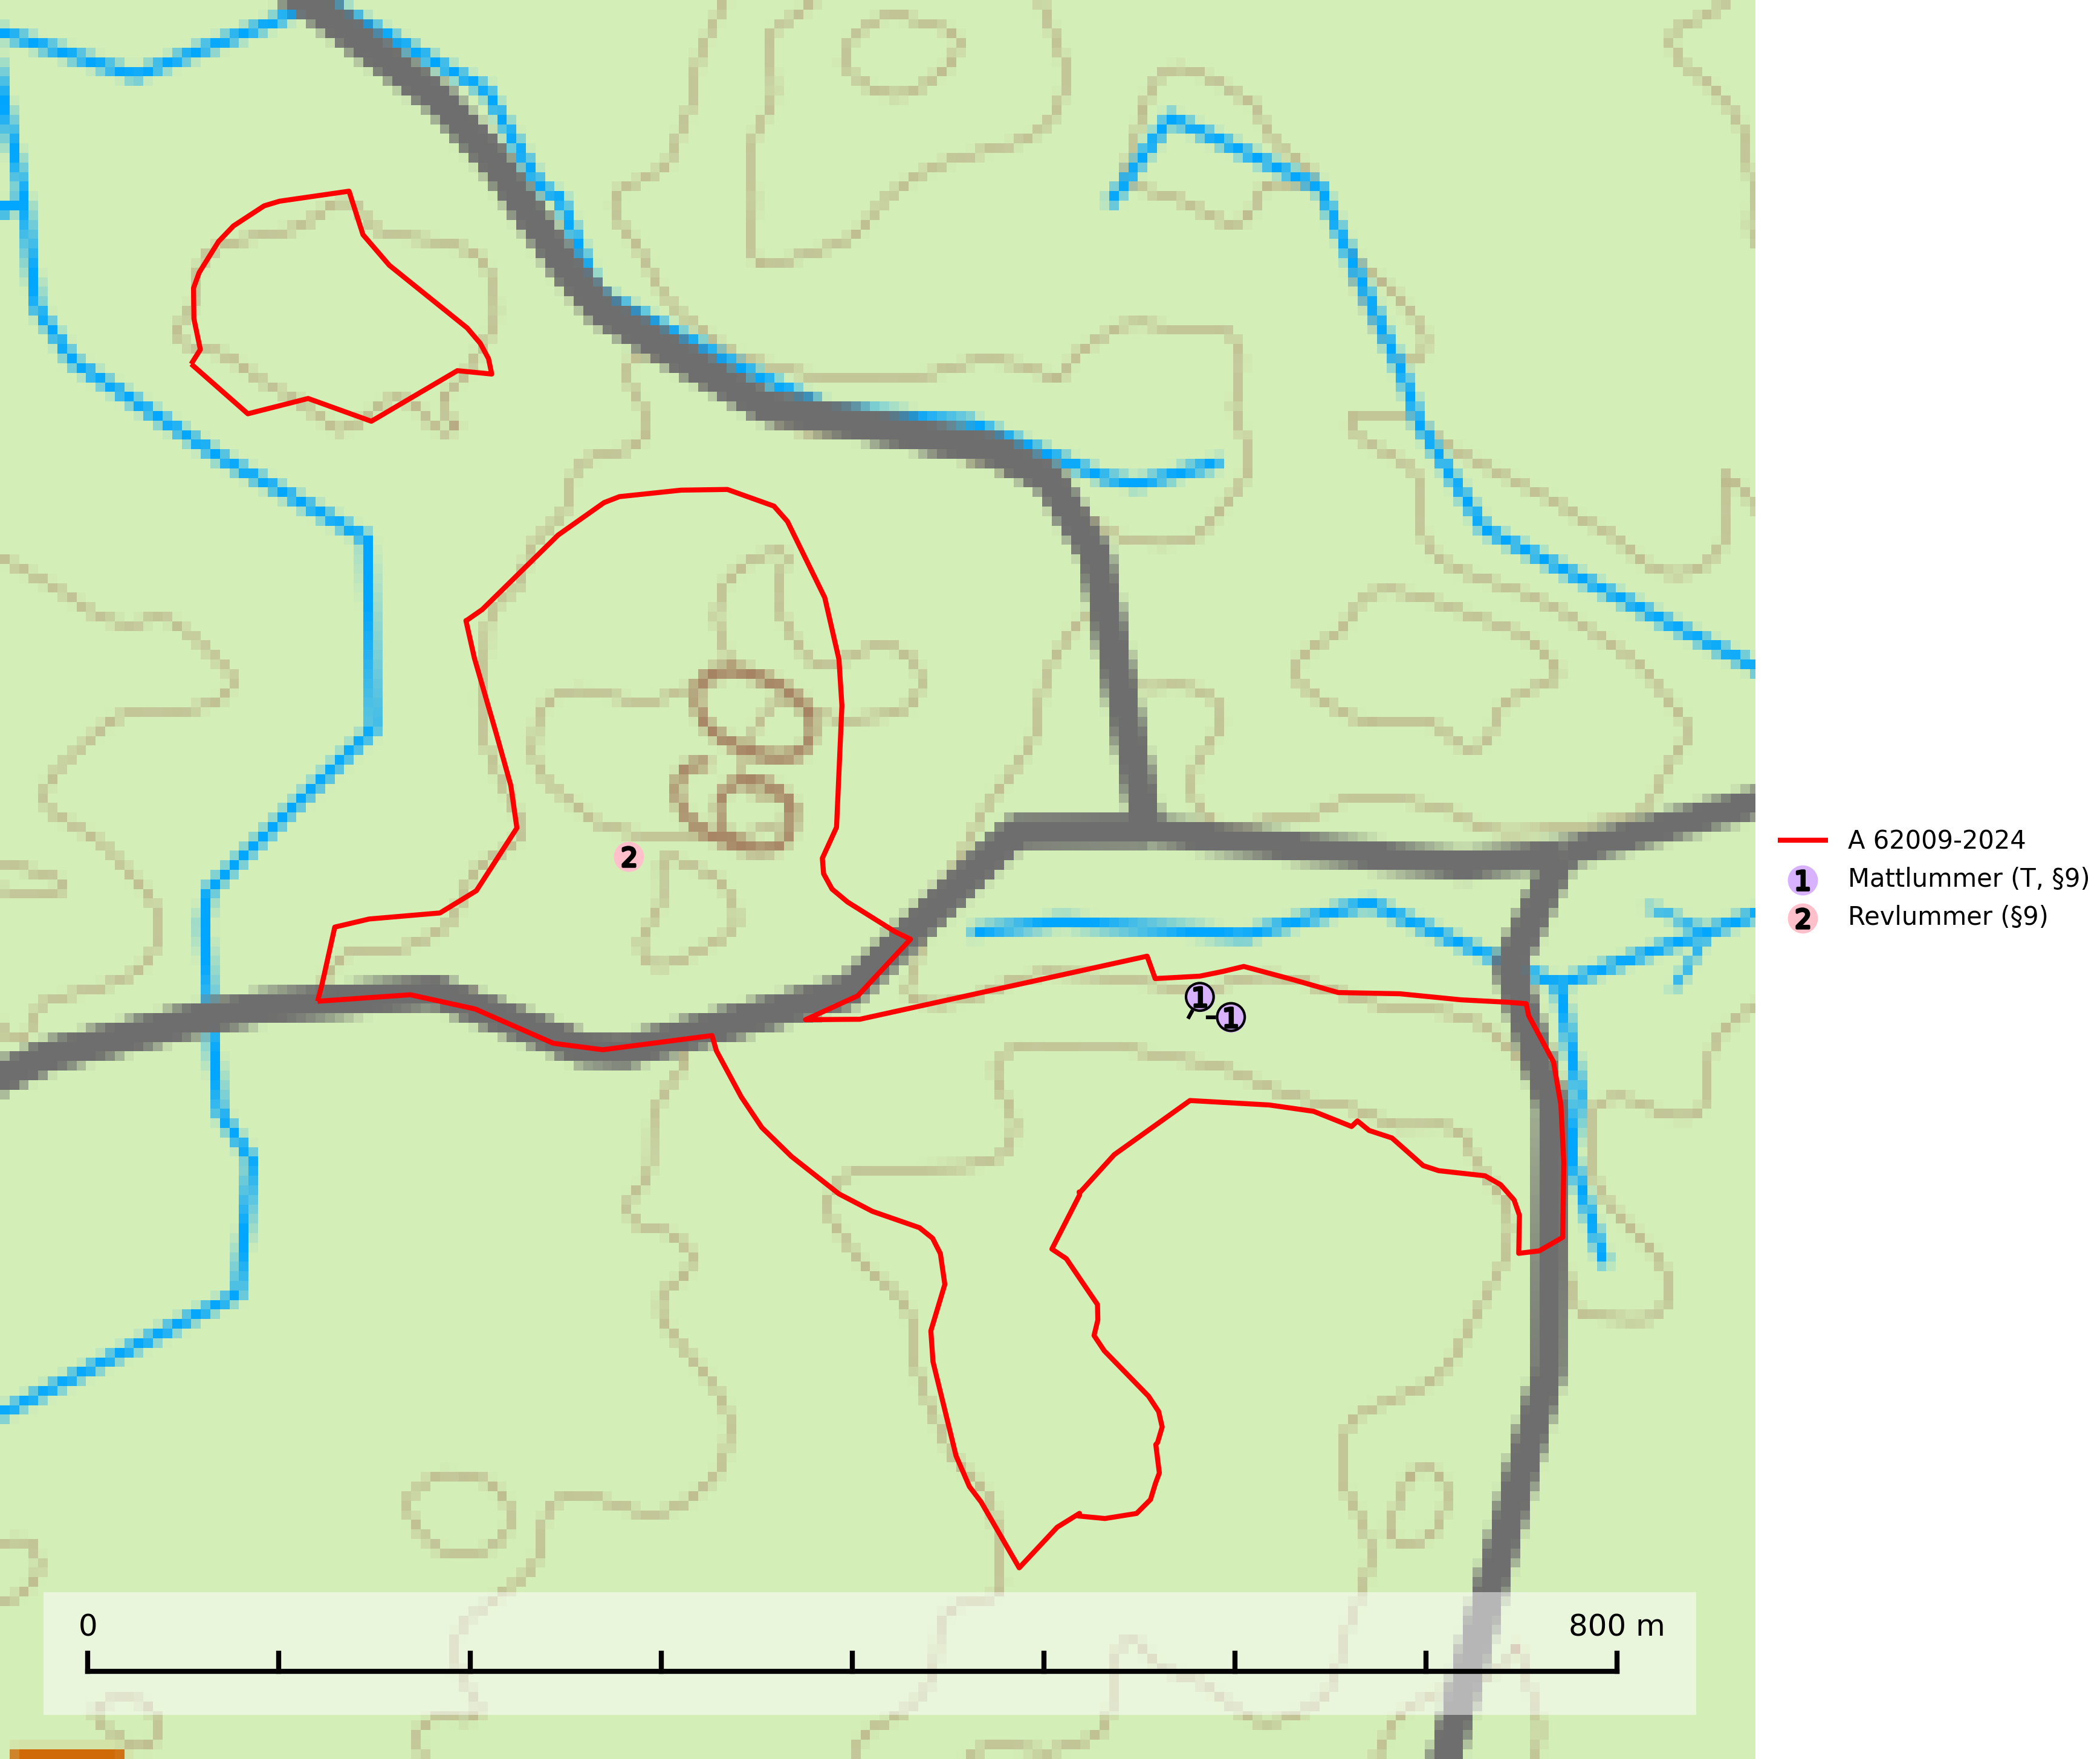 2
1
1
A 62009-2024
1 Mattlummer (T, §9)
2 Revlummer (§9)
0 800 m